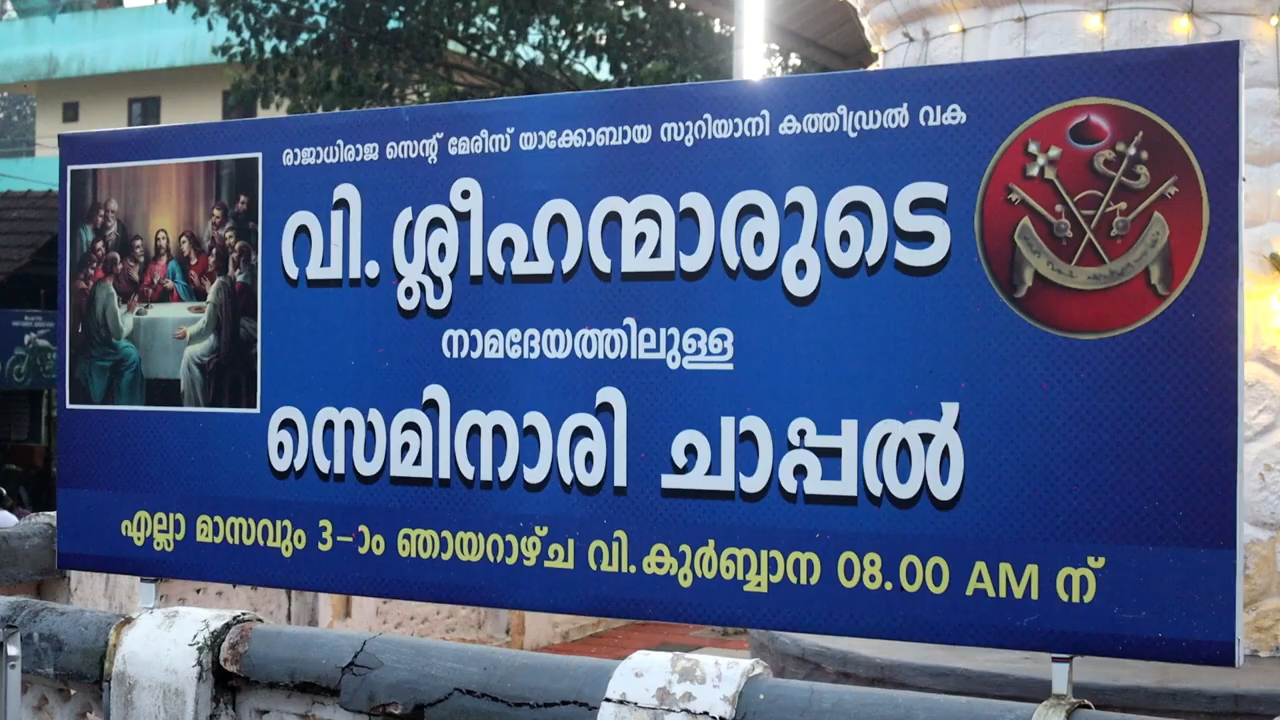 രാജാധിരാജ സെന്റ് മേരീസ് യാക്കോബായ സുറിയാനി കത്തീഡ്രൽ വക
വി. ശ്ലീഹന്മാരുടെ
നാമദേയത്തിലുള്ള
സെമിനാരി ചാപ്പൽ
എല്ലാ മാസവും 3-ാം ഞായറാഴ്ച വി. കുർബ്ബാന 08.00 AM ന്